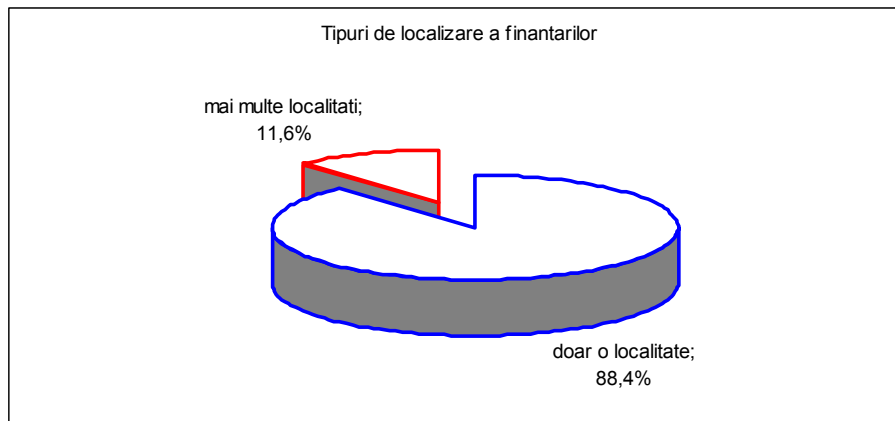 Tipuri de localizare a finantarilor
mai multe localitati;
11,6%
doar o localitate;
88,4%